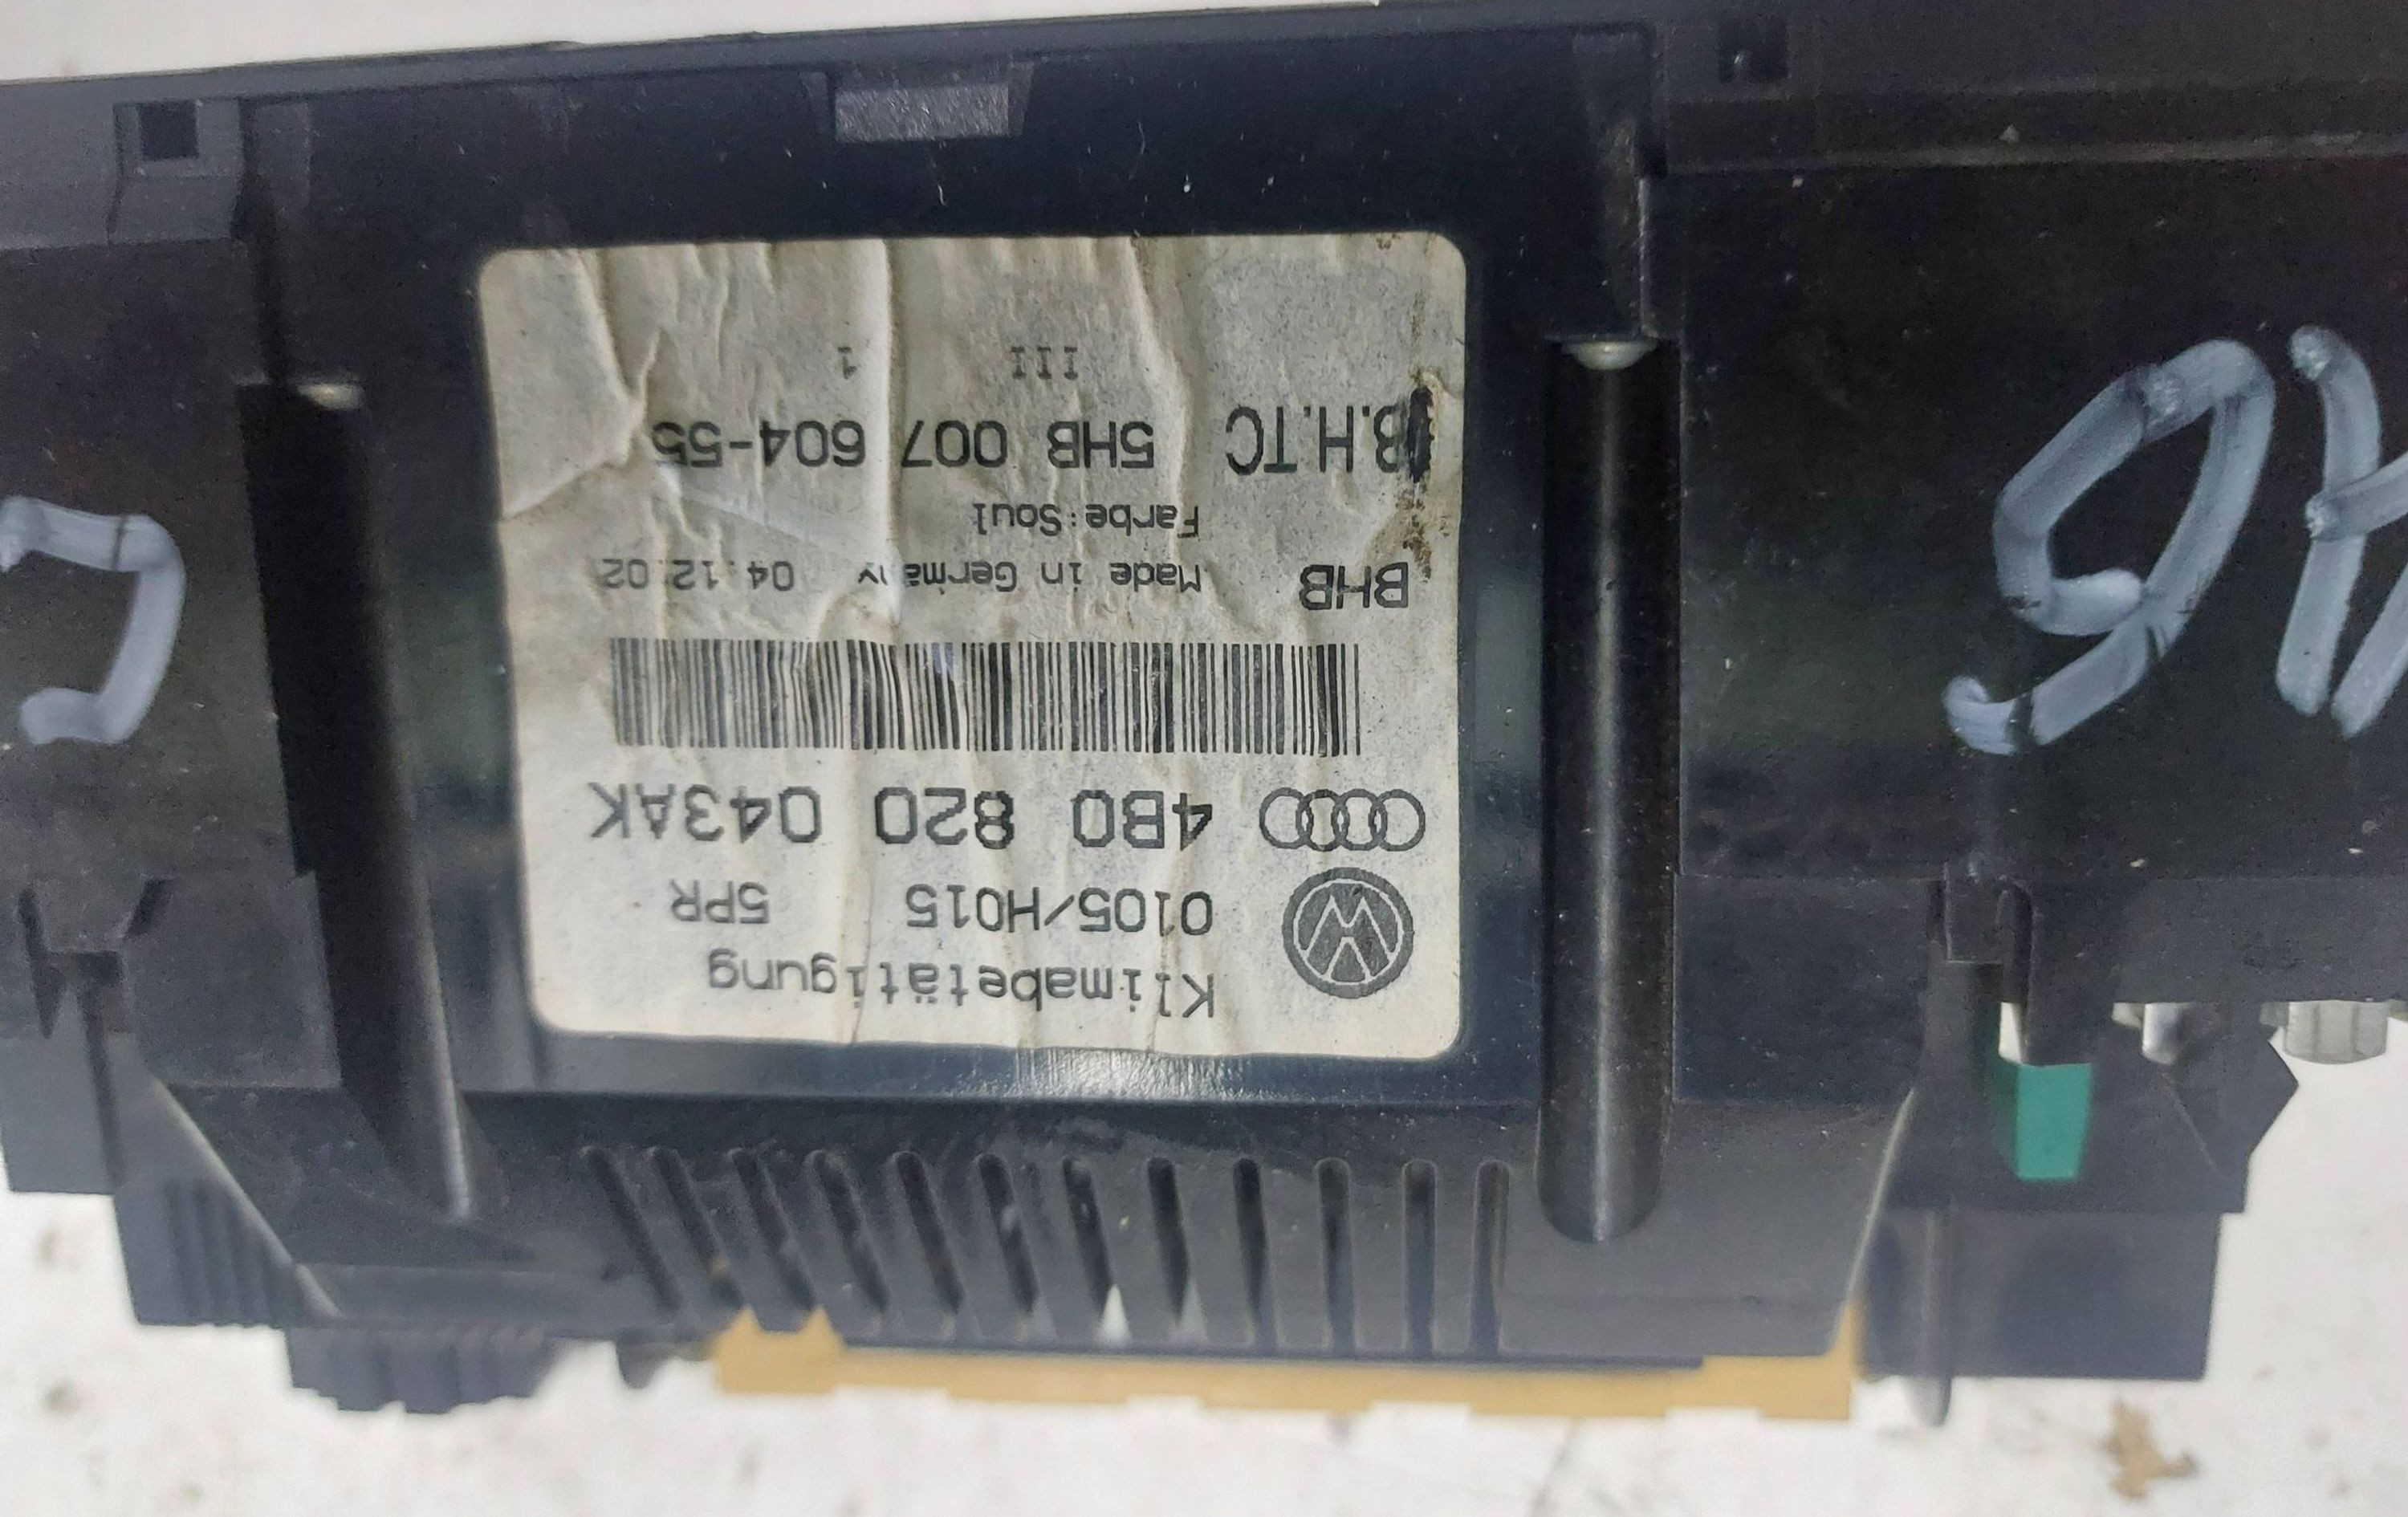 Klimabetätigung
0105/H015 5PR
4B0 820 043AK
BHB Made in Germany 04.12.02
Farbe:Soul
B.H.TC 5HB 007 604-55
III 1